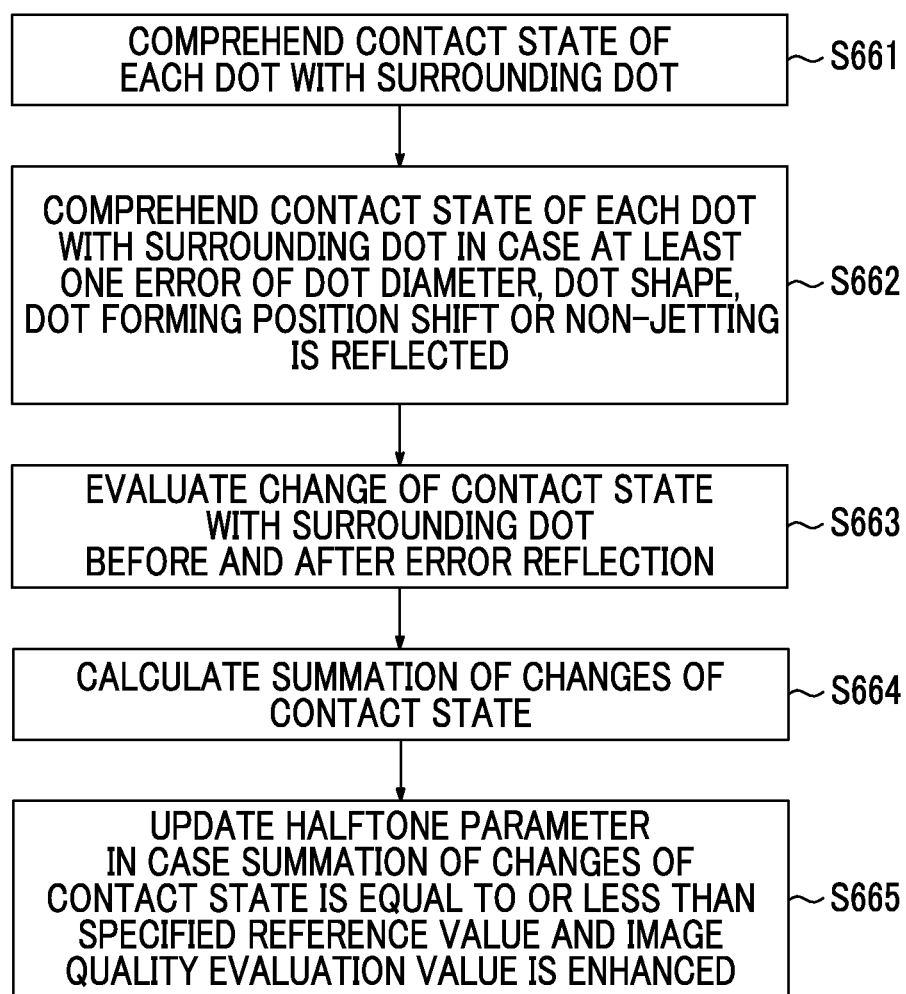 COMPREHEND CONTACT STATE OF
EACH DOT WITH SURROUNDING DOT
S661
COMPREHEND CONTACT STATE OF EACH DOT
WITH SURROUNDING DOT IN CASE AT LEAST
ONE ERROR OF DOT DIAMETER, DOT SHAPE,
DOT FORMING POSITION SHIFT OR NON-JETTING
IS REFLECTED
S662
EVALUATE CHANGE OF CONTACT STATE
WITH SURROUNDING DOT
BEFORE AND AFTER ERROR REFLECTION
S663
CALCULATE SUMMATION OF CHANGES OF
CONTACT STATE
S664
UPDATE HALFTONE PARAMETER
IN CASE SUMMATION OF CHANGES OF
CONTACT STATE IS EQUAL TO OR LESS THAN
SPECIFIED REFERENCE VALUE AND IMAGE
QUALITY EVALUATION VALUE IS ENHANCED
S665